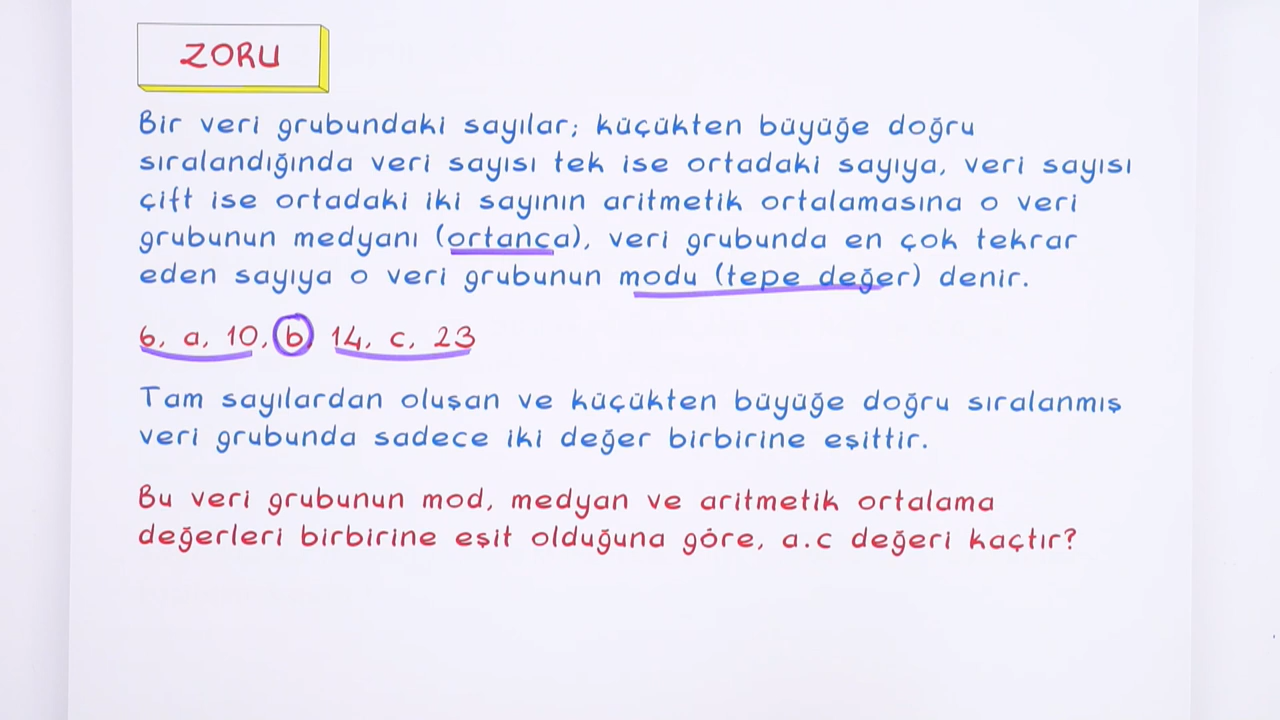 ZORU
Bir veri grubundaki sayılar; küçükten büyüğe doğru
sıralandığında veri sayısı tek ise ortadaki sayıya, veri sayısı
çift ise ortadaki iki sayının aritmetik ortalamasına o veri
grubunun medyanı (ortanca), veri grubunda en çok tekrar
eden sayıya o veri grubunun modu (tepe değer) denir.
6, a, 10, b, 14, c, 23
Tam sayılardan oluşan ve küçükten büyüğe doğru sıralanmış
veri grubunda sadece iki değer birbirine eşittir.
Bu veri grubunun mod, medyan ve aritmetik ortalama
değerleri birbirine eşit olduğuna göre, a.c değeri kaçtır?